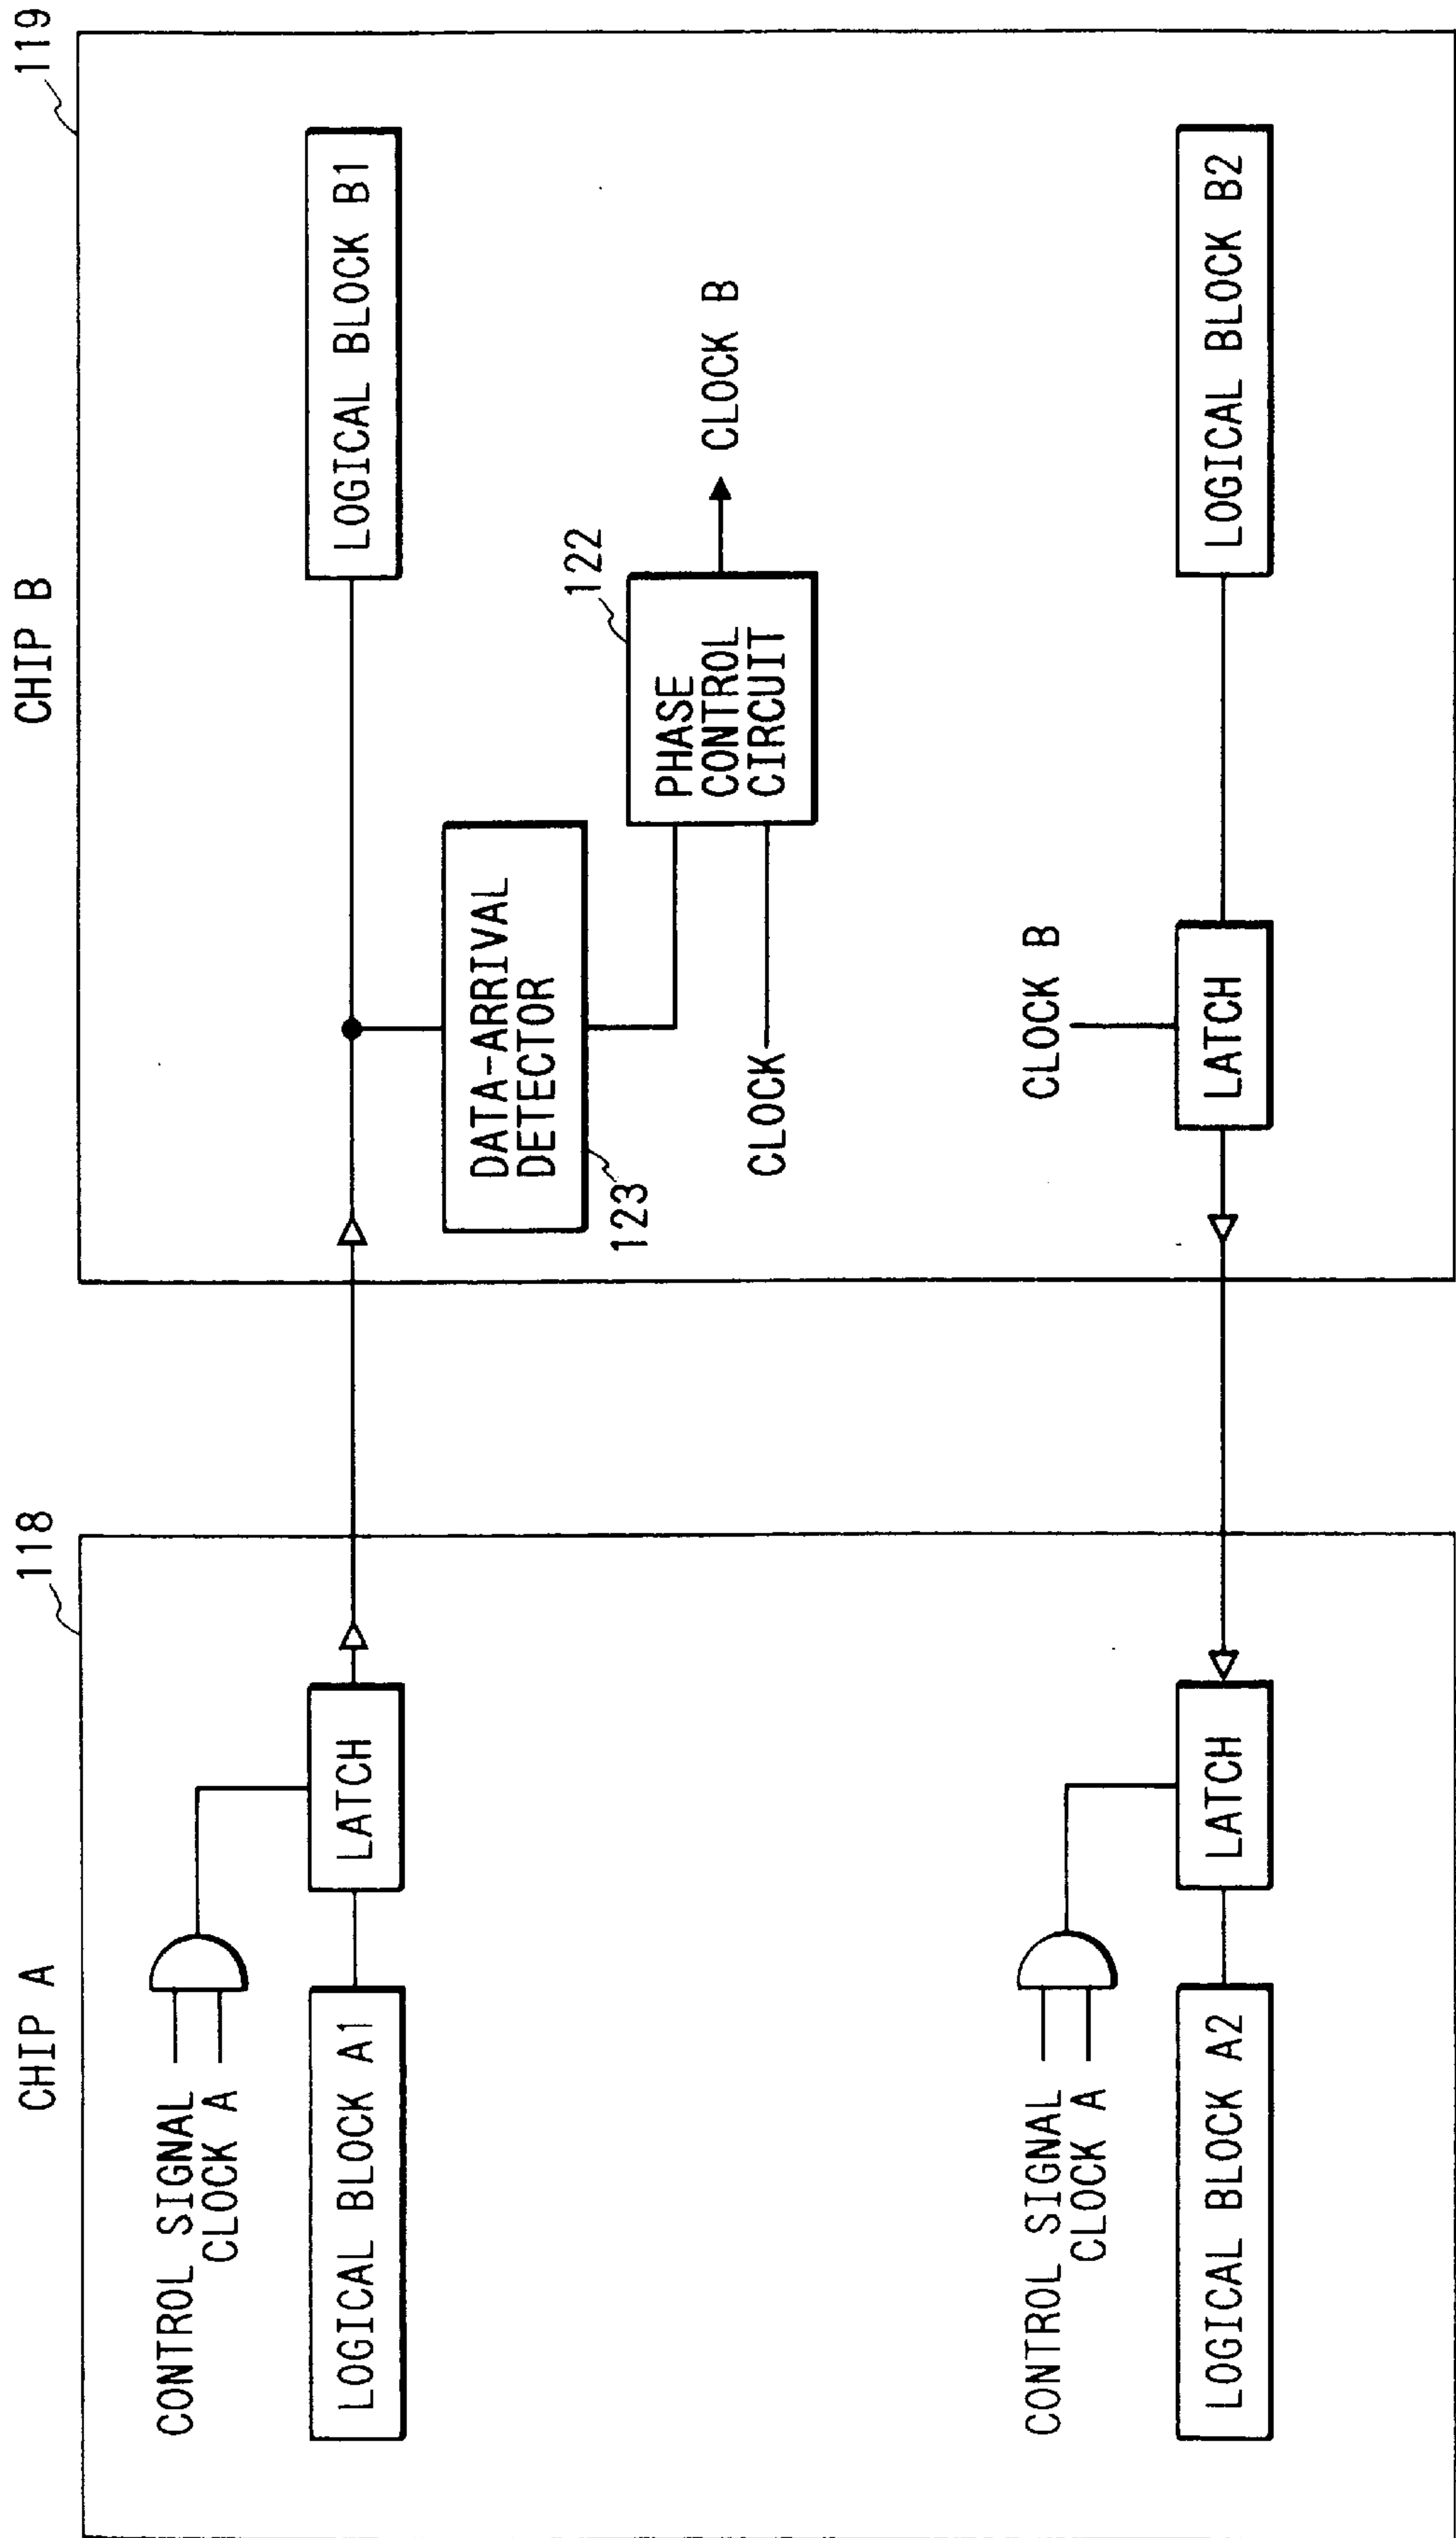 CHIP A
118
CONTROL SIGNAL
CLOCK A
LOGICAL BLOCK A1
LATCH
CONTROL SIGNAL
CLOCK A
LOGICAL BLOCK A2
LATCH
CHIP B
119
LOGICAL BLOCK B1
DATA-ARRIVAL
DETECTOR
123
PHASE
CONTROL
CIRCUIT
122
CLOCK
CLOCK B
CLOCK B
LATCH
LOGICAL BLOCK B2